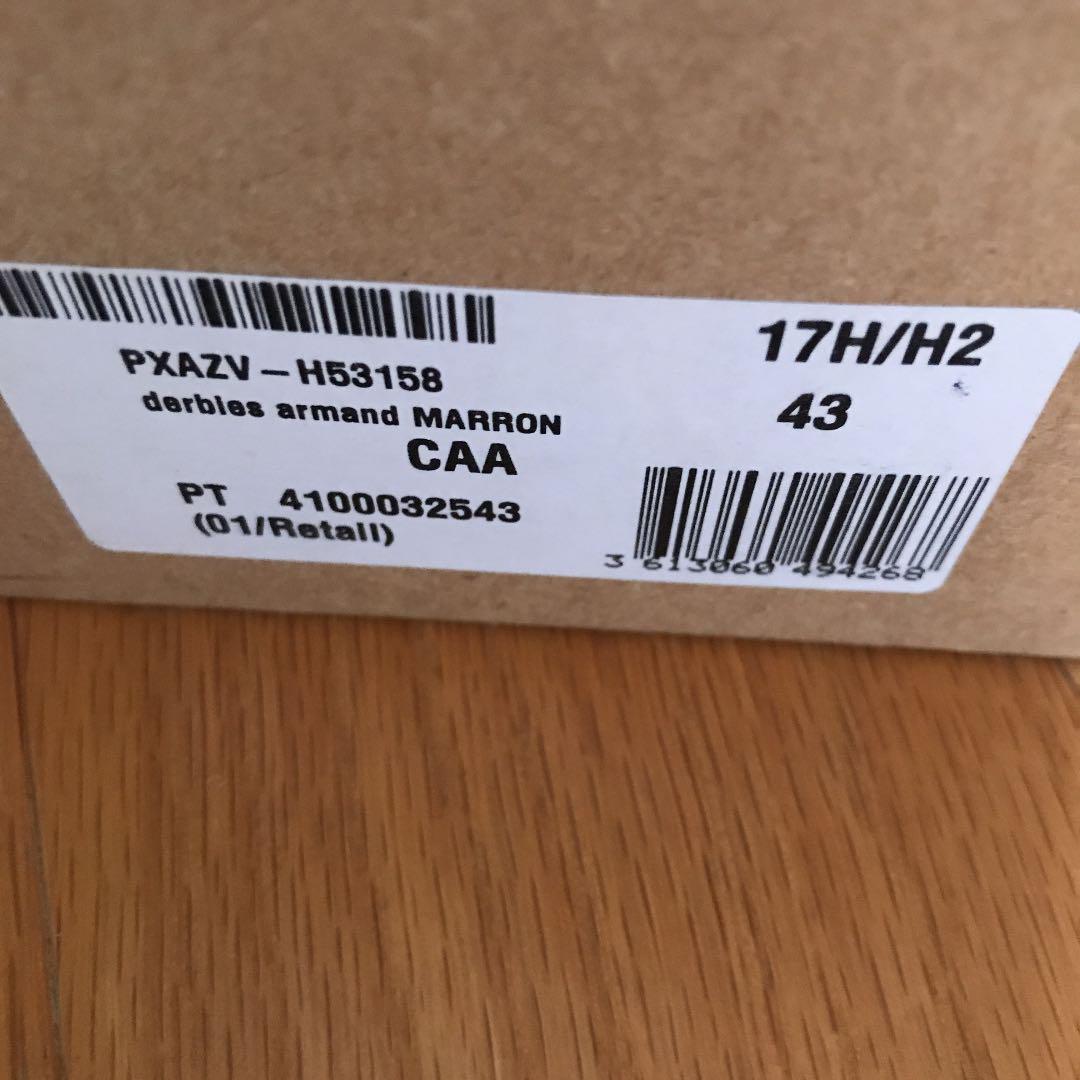 PXAZV – H53158
derbies armand MARRON
CAA
PT 4100032543
(01/Retail)
17H/H2
43
3 613060 494268